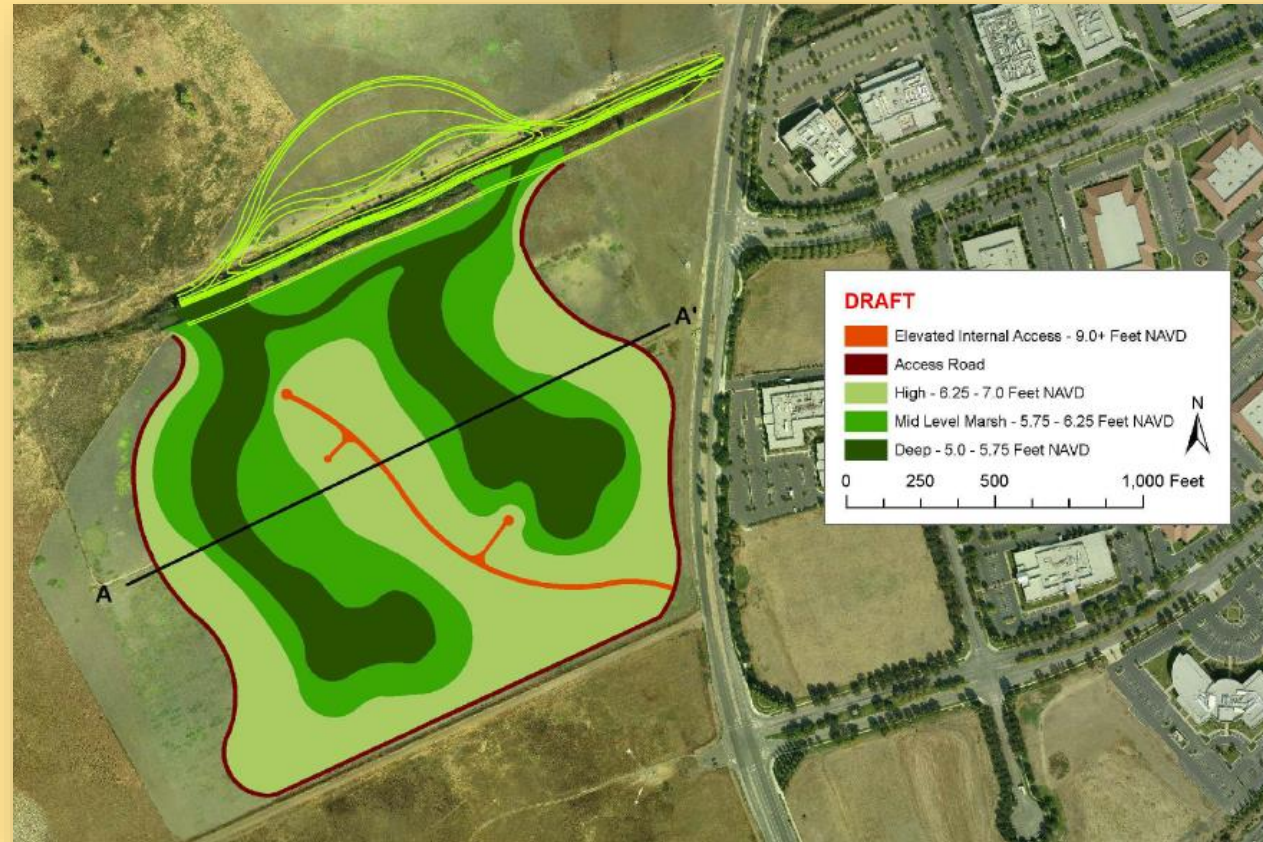 A'
A
DRAFT
Elevated Internal Access - 9.0+ Feet NAVD
Access Road
High - 6.25 - 7.0 Feet NAVD
Mid Level Marsh - 5.75 - 6.25 Feet NAVD
Deep - 5.0 - 5.75 Feet NAVD
N
0 250 500 1,000 Feet